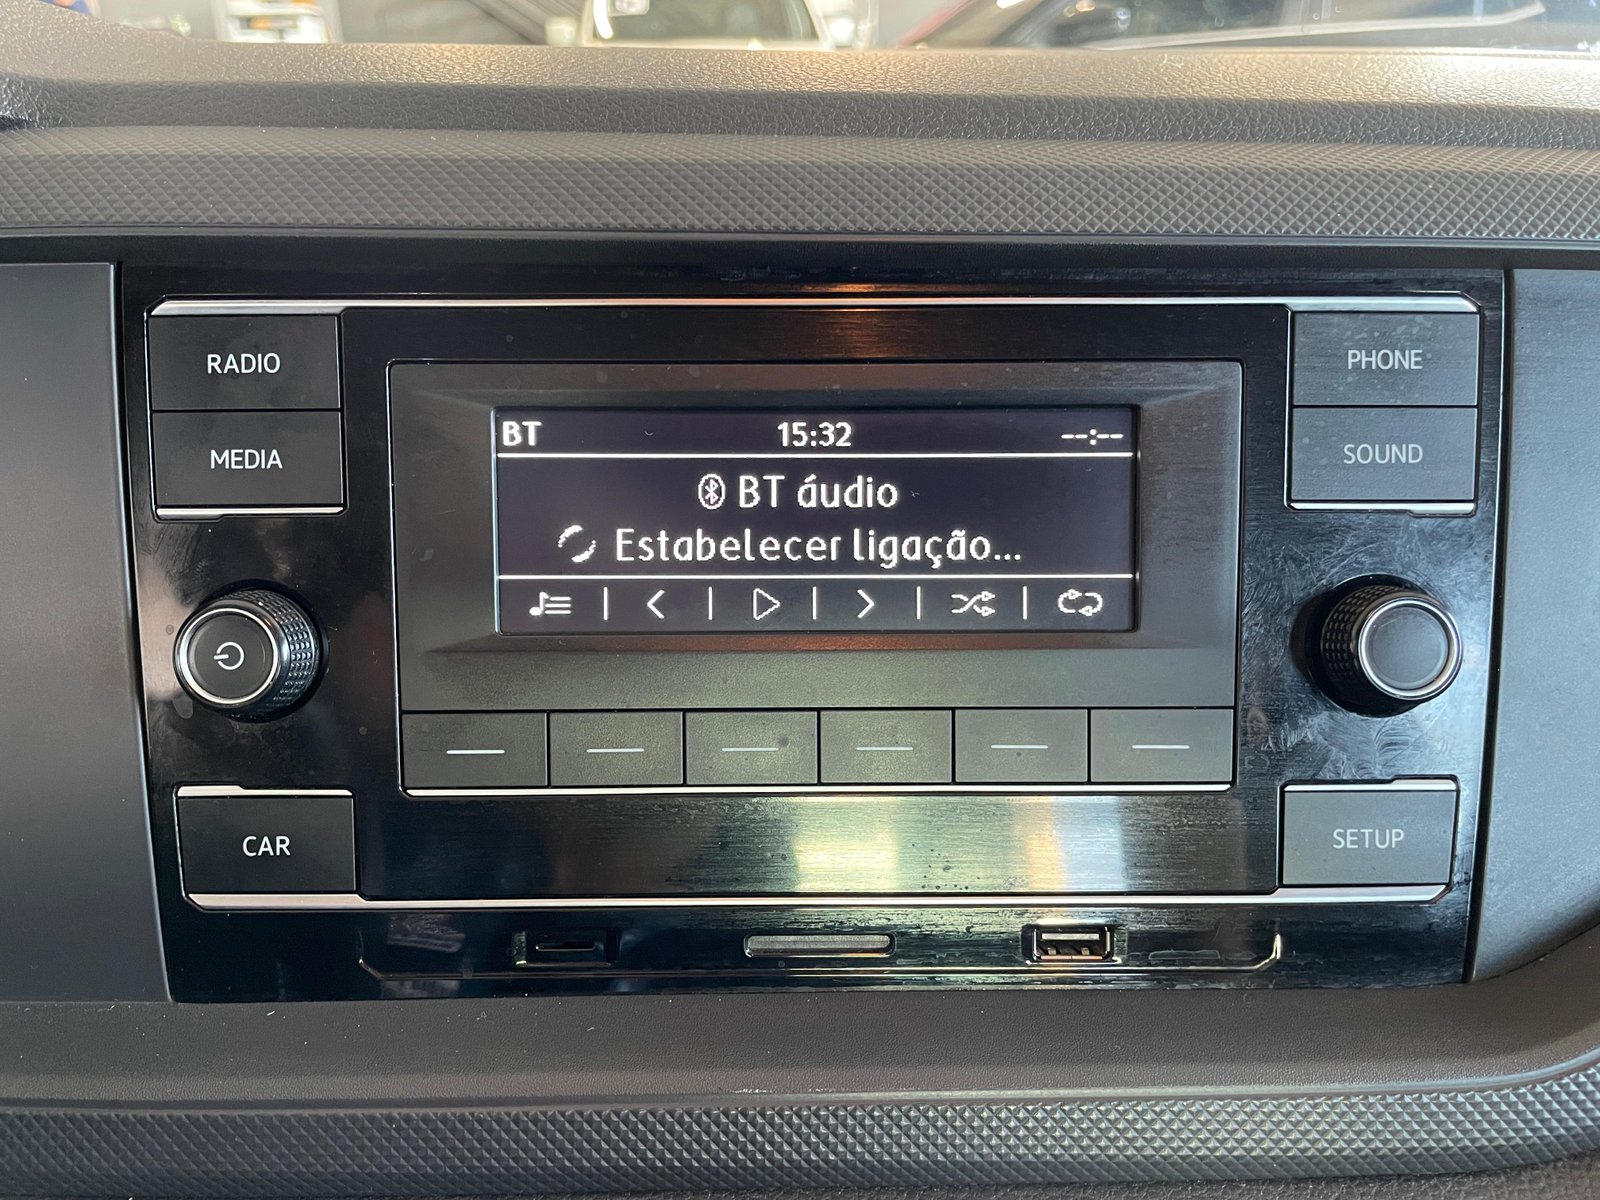 RADIO
MEDIA
PHONE
SOUND
BT 15:32 --:--
BT áudio
Estabelecer ligação...
CAR
SETUP